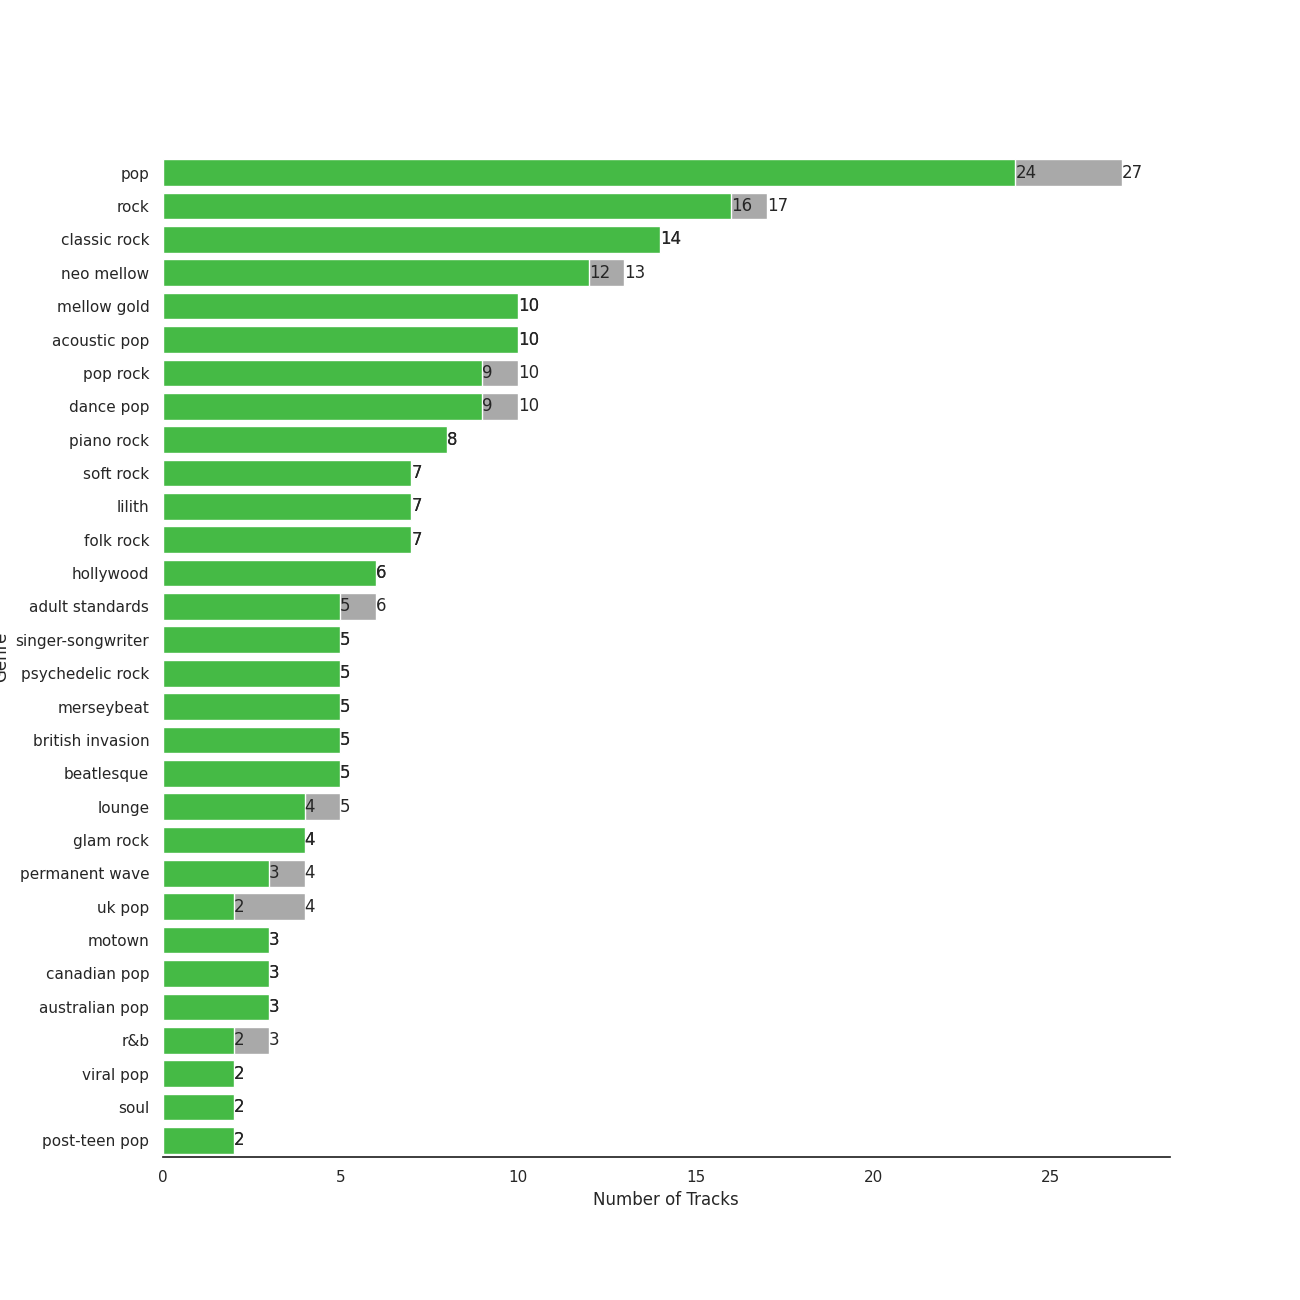 pop 24 27
rock 16 17
classic rock 14
neo mellow 12 13
mellow gold 10
acoustic pop 10
pop rock 9 10
dance pop 9 10
piano rock 8
soft rock 7
lilith 7
folk rock 7
hollywood 6
adult standards 5 6
singer-songwriter 5
psychedelic rock 5
merseybeat 5
british invasion 5
beatlesque 5
lounge 4 5
glam rock 4
permanent wave 3 4
uk pop 2 4
motown 3
canadian pop 3
australian pop 3
r&b 2 3
viral pop 2
soul 2
post-teen pop 2
0 5 10 15 20 25
Number of Tracks
Genre